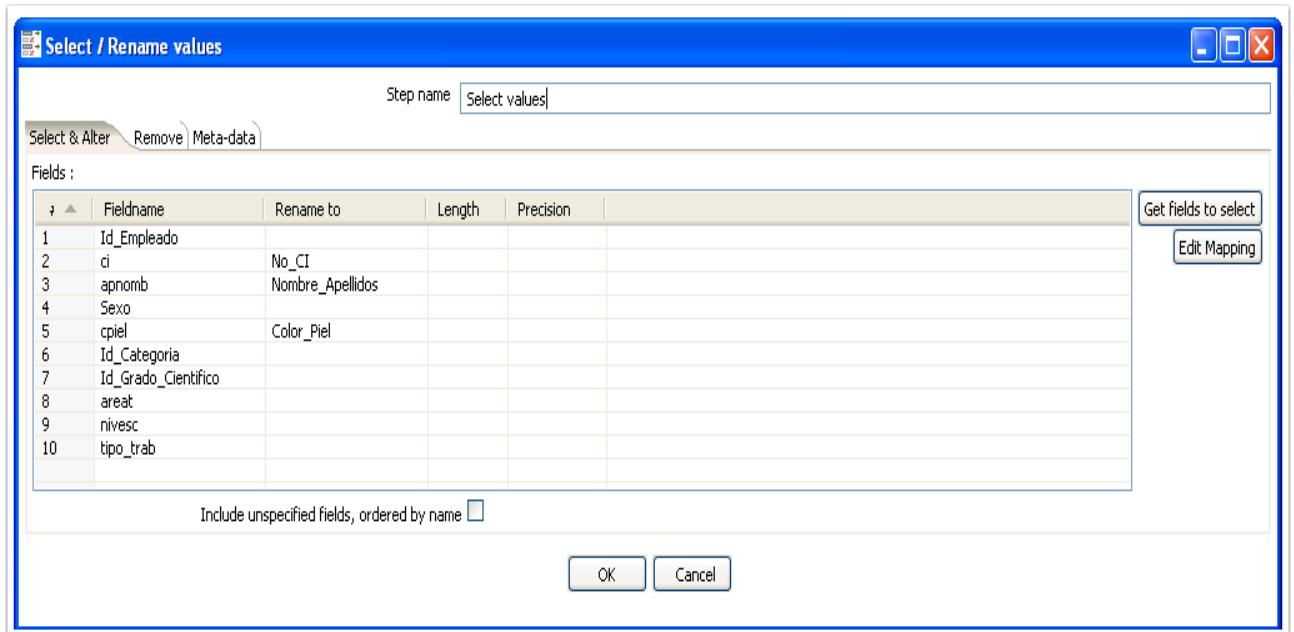 Select / Rename values
Step name Select values
Select & Alter Remove Meta-data
Fields :
Fieldname Rename to Length Precision
Get fields to select
1 Id_Empleado
Edit Mapping
2 ci No_CI
3 apnomb Nombre_Apellidos
4 Sexo
5 cpiel Color_Piel
6 Id_Categoria
7 Id_Grado_Cientifico
8 areat
9 nivesc
10 tipo_trab
Include unspecified fields, ordered by name
OK Cancel